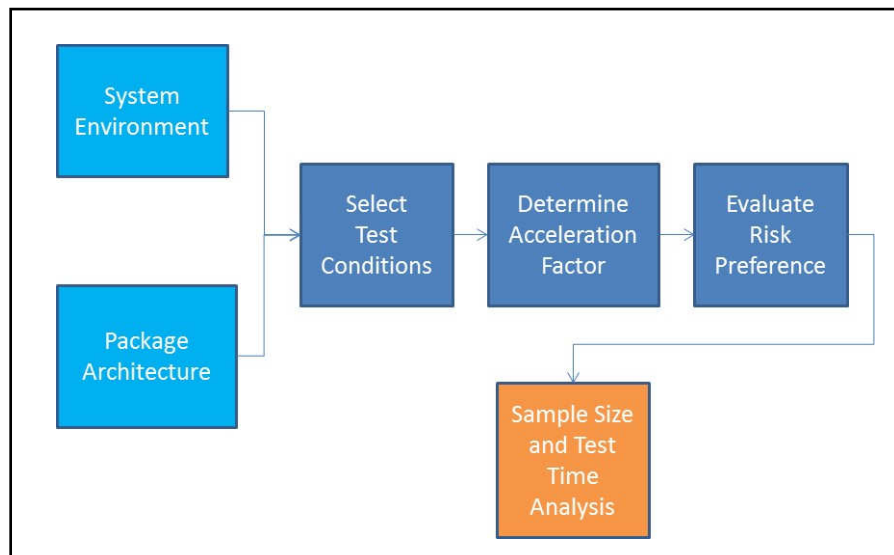 System
Environment
Select
Test
Conditions
Determine
Acceleration
Factor
Evaluate
Risk
Preference
Package
Architecture
Sample Size
and Test
Time
Analysis